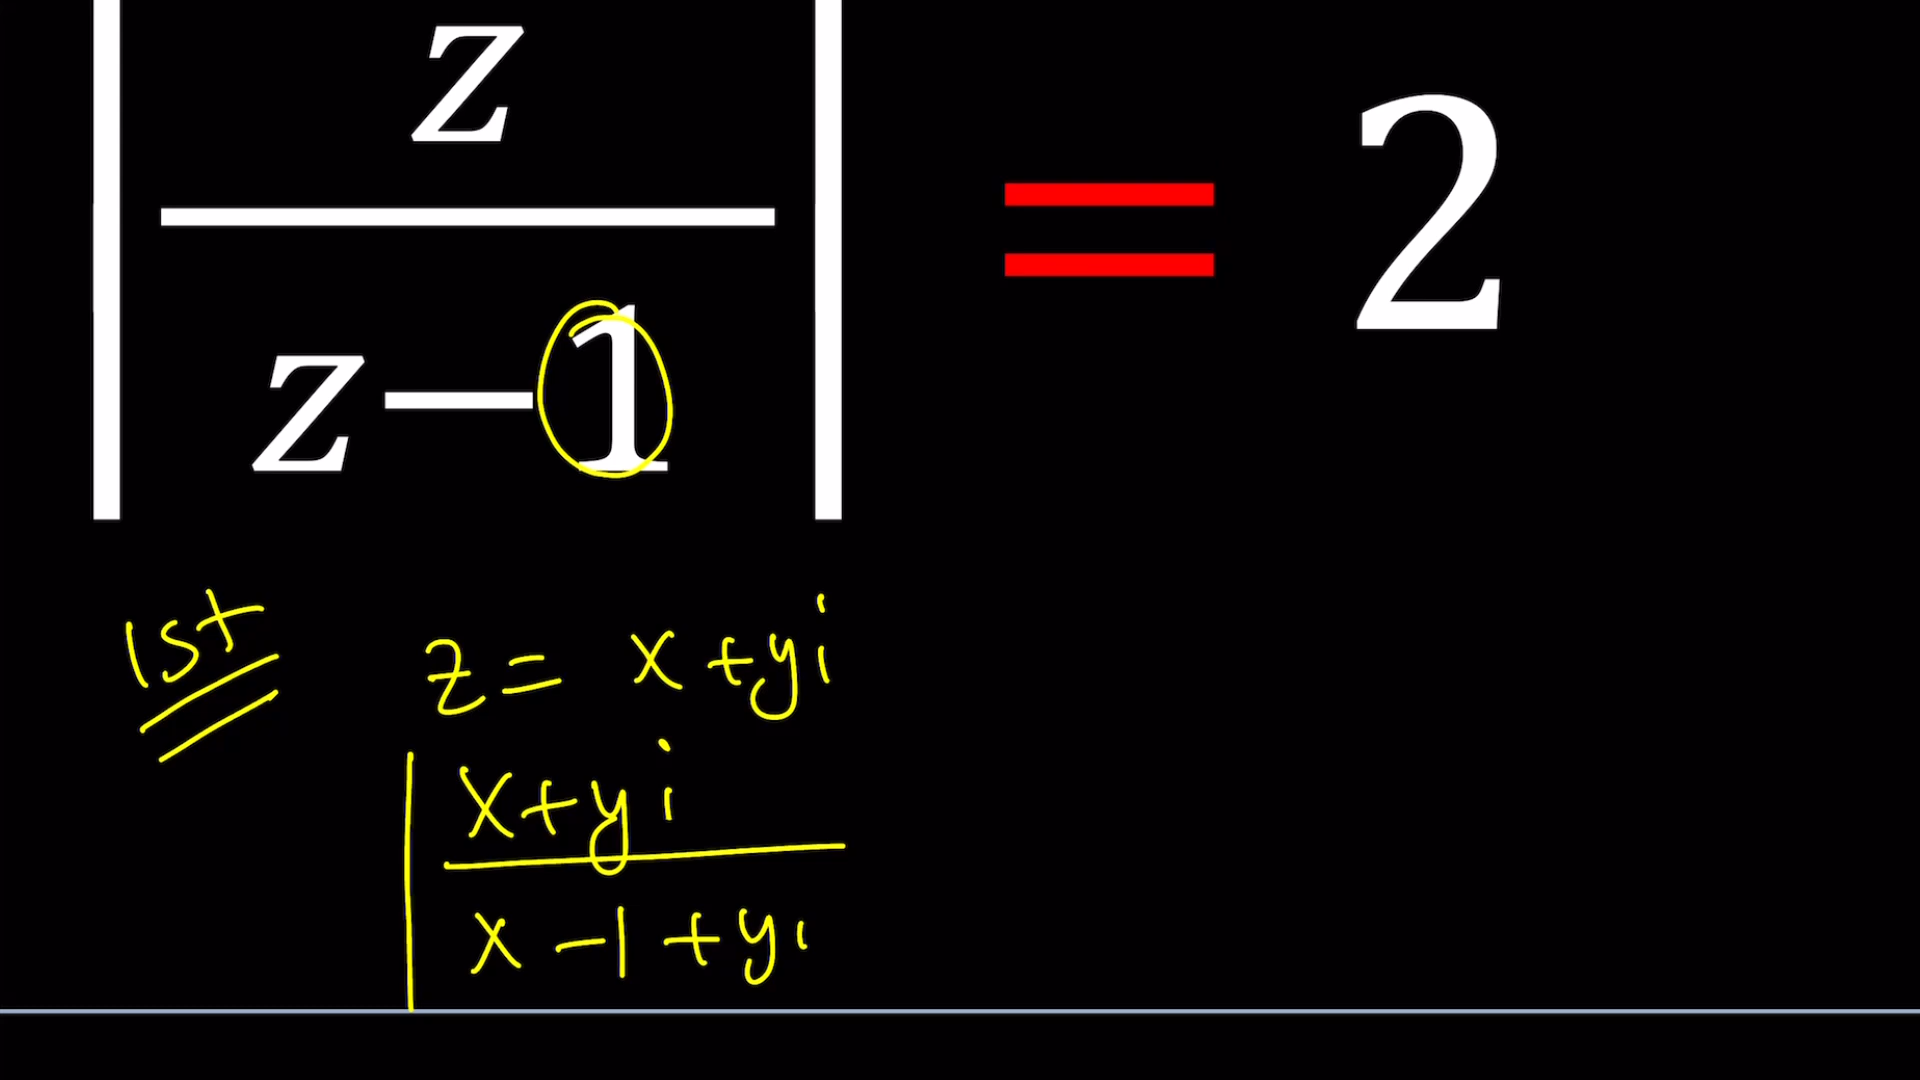 | z / z−1 | = 2
1st z = x + yi
| x+yi / x −1 + yi